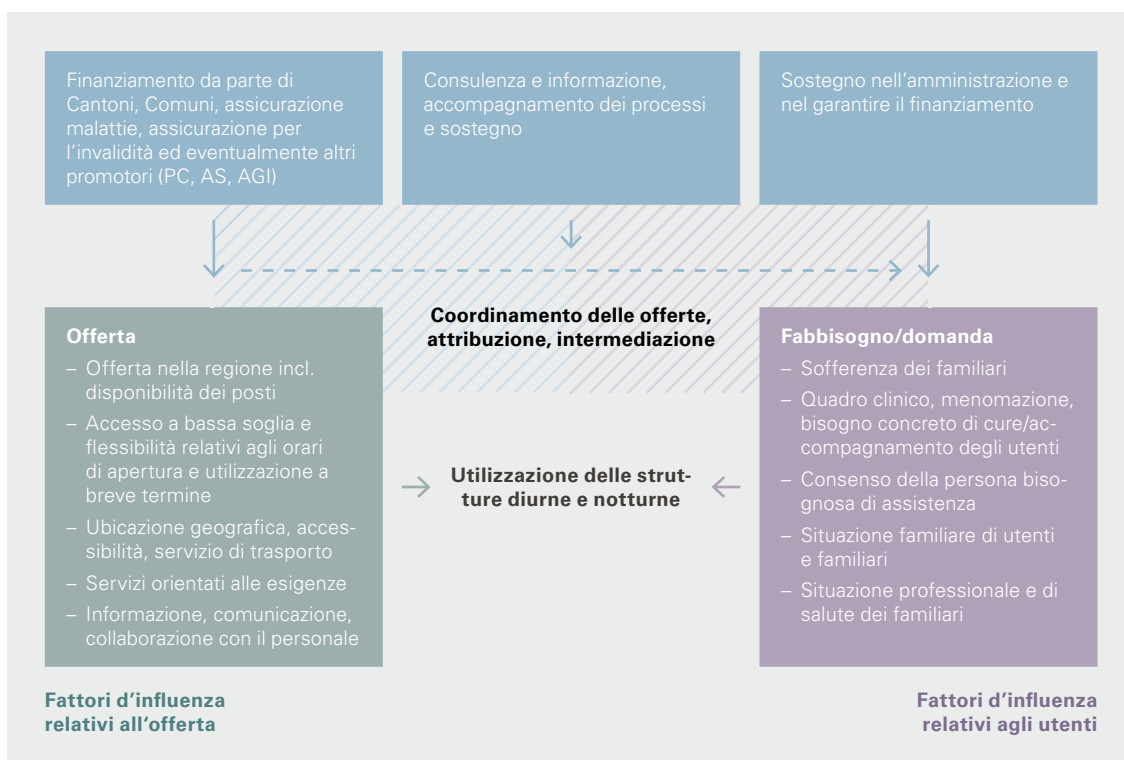 Finanziamento da parte di
Cantoni, Comuni, assicurazione
malattie, assicurazione per
l'invalidità ed eventualmente altri
promotori (PC, AS, AGI)
Consulenza e informazione,
accompagnamento dei processi
e sostegno
Sostegno nell'amministrazione e
nel garantire il finanziamento
Coordinamento delle offerte,
attribuzione, intermediazione
Offerta
– Offerta nella regione incl.
disponibilità dei posti
– Accesso a bassa soglia e
flessibilità relativi agli orari
di apertura e utilizzazione a
breve termine
– Ubicazione geografica, acces-
sibilità, servizio di trasporto
– Servizi orientati alle esigenze
– Informazione, comunicazione,
collaborazione con il personale
Utilizzazione delle strut-
ture diurne e notturne
Fabbisogno/domanda
– Sofferenza dei familiari
– Quadro clinico, menomazione,
bisogno concreto di cure/ac-
compagnamento degli utenti
– Consenso della persona biso-
gnosa di assistenza
– Situazione familiare di utenti
e familiari
– Situazione professionale e di
salute dei familiari
Fattori d'influenza
relativi all'offerta
Fattori d'influenza
relativi agli utenti